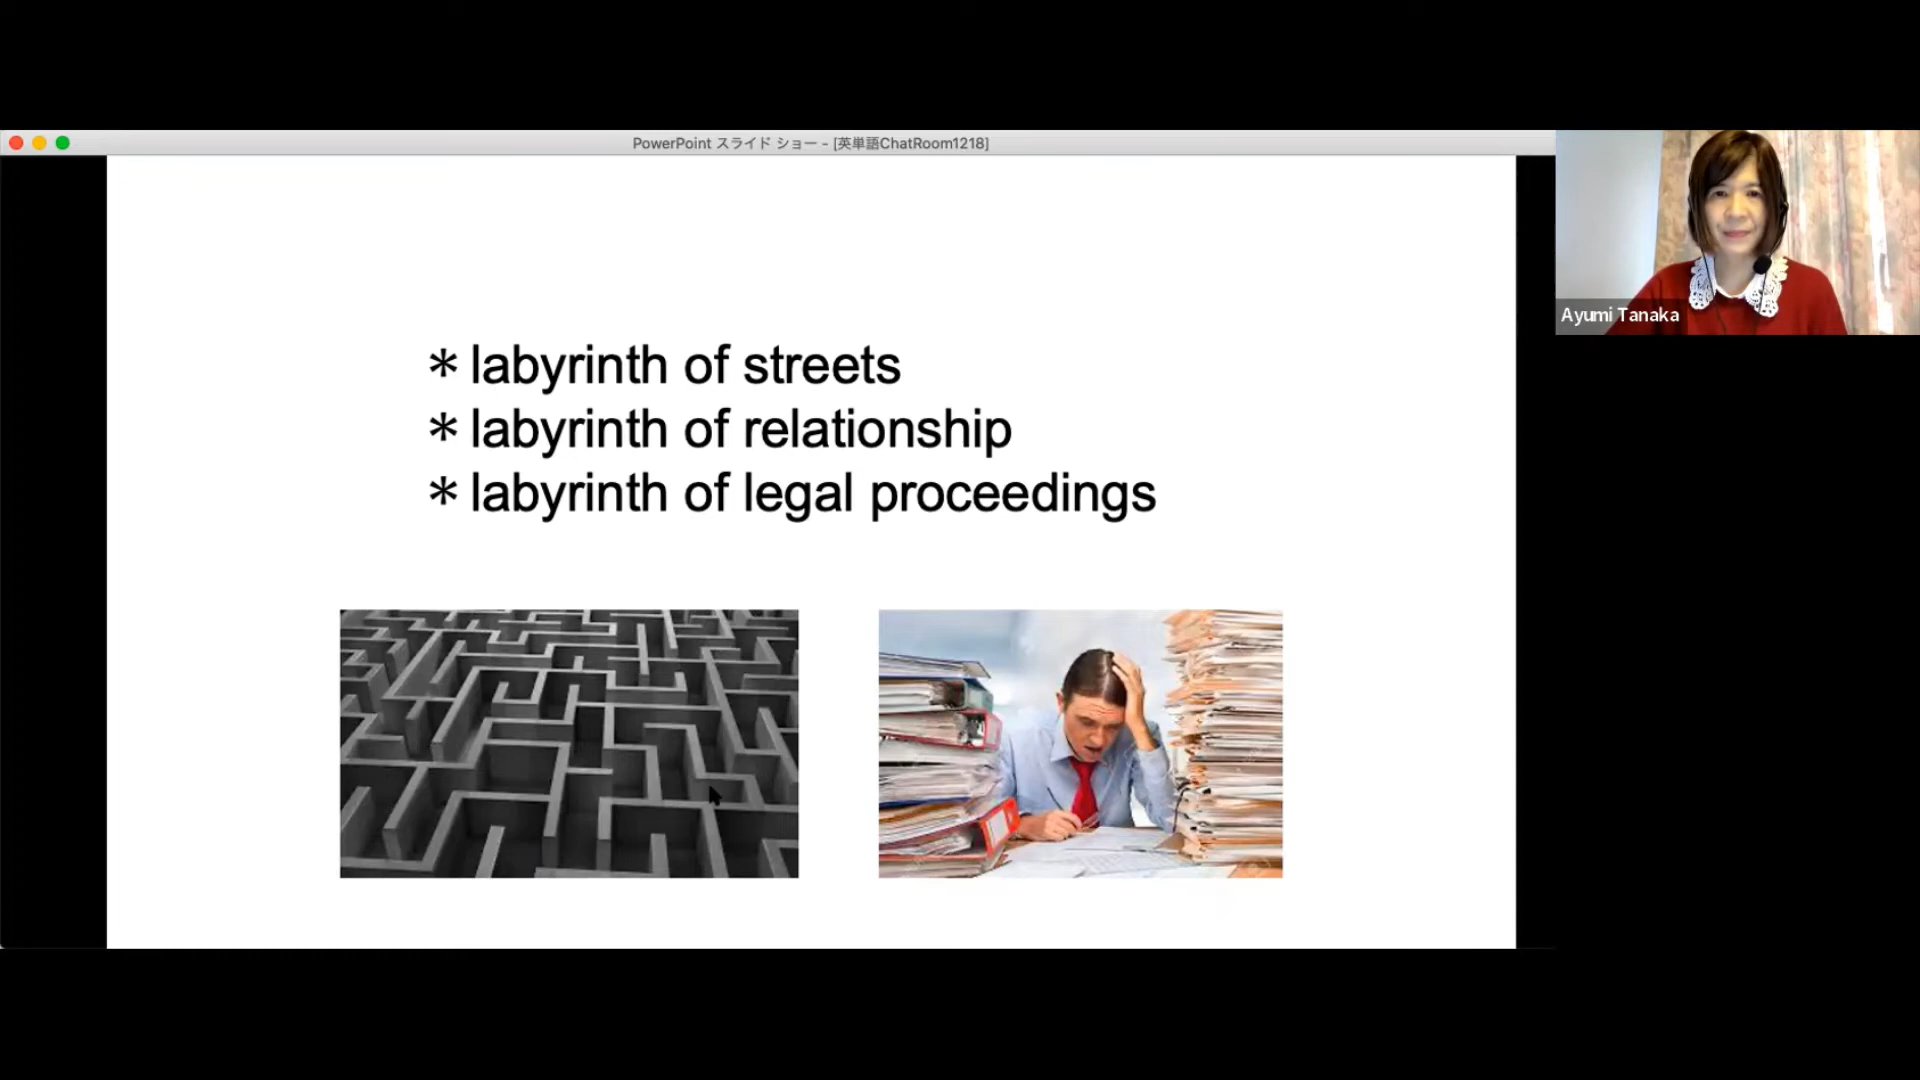 PowerPoint スライド ショー - [英単語ChatRoom1218]
Ayumi Tanaka
* labyrinth of streets
* labyrinth of relationship
* labyrinth of legal proceedings